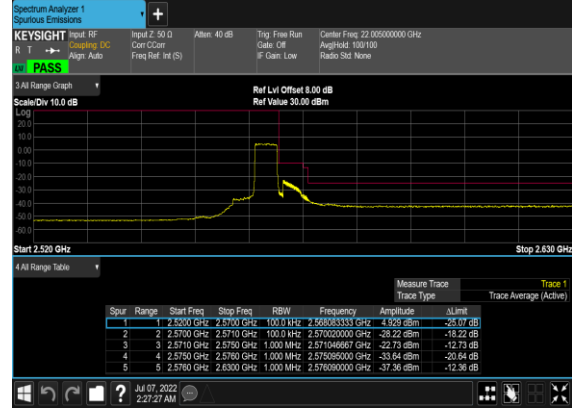 Spectrum Analyzer 1
Spurious Emissions
+
KEYSIGHT Input: RF Input Z: 50 Ω Atten: 40 dB Trig: Free Run Center Freq: 22.005000000 GHz
R T Coupling: DC Corr CCorr Gate: Off Avg|Hold: 100/100
Align: Auto Freq Ref: Int (S) IF Gain: Low Radio Std: None
PASS
3 All Range Graph
Ref Lvl Offset 8.00 dB
Scale/Div 10.0 dB Ref Value 30.00 dBm
Log
20.0
10.0
0.00
-10.0
-20.0
-30.0
-40.0
-50.0
-60.0
Start 2.520 GHz Stop 2.630 GHz
4 All Range Table
Measure Trace Trace 1
Trace Type Trace Average (Active)
Spur Range Start Freq Stop Freq RBW Frequency Amplitude ΔLimit
1 1 2.5200 GHz 2.5700 GHz 100.0 kHz 2.568083333 GHz 4.929 dBm -25.07 dB
2 2 2.5700 GHz 2.5710 GHz 100.0 kHz 2.570020000 GHz -28.22 dBm -18.22 dB
3 3 2.5710 GHz 2.5750 GHz 1.000 MHz 2.571046667 GHz -22.73 dBm -12.73 dB
4 4 2.5750 GHz 2.5760 GHz 1.000 MHz 2.575095000 GHz -33.64 dBm -20.64 dB
5 5 2.5760 GHz 2.6300 GHz 1.000 MHz 2.576090000 GHz -37.36 dBm -12.36 dB
? Jul 07, 2022
2:27:27 AM